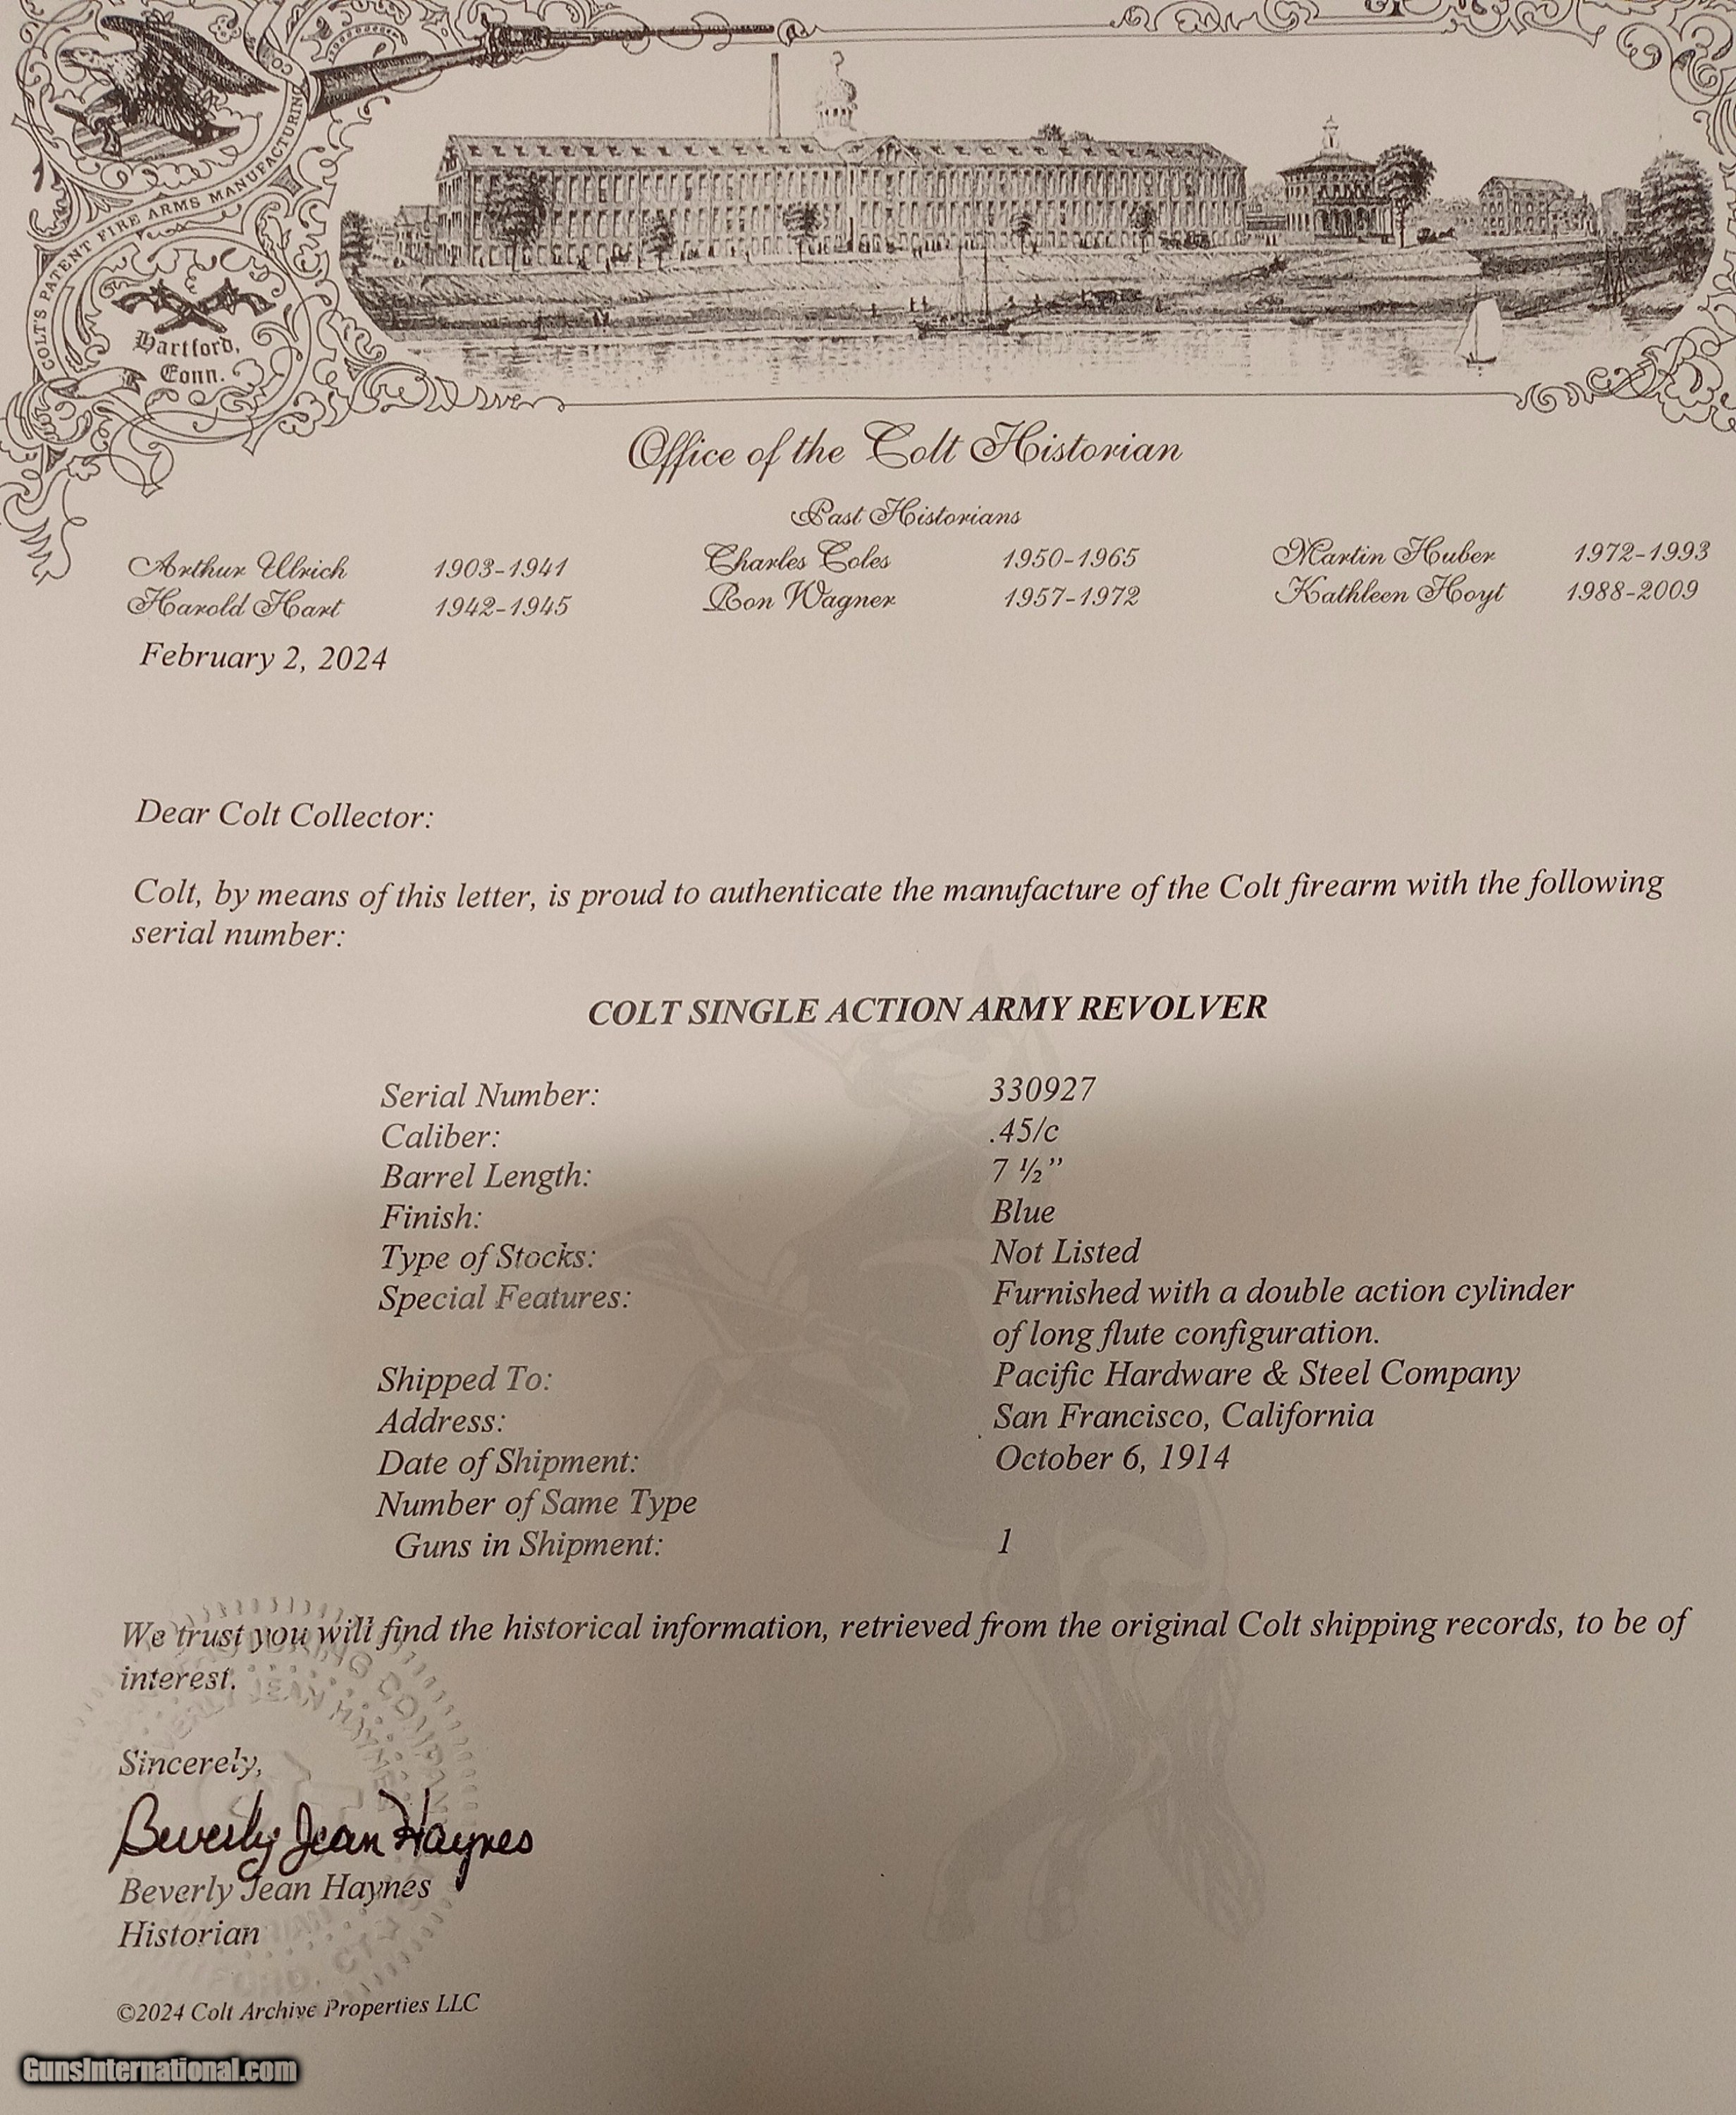 COLT'S PATENT FIRE ARMS MANUFACTURING CO
Hartford,
Conn.
Office of the Colt Historian
Past Historians
Arthur Ulrich 1903-1941 Charles Coles 1950-1965 Martin Huber 1972-1993
Harold Hart 1942-1945 Ron Wagner 1957-1972 Kathleen Hoyt 1988-2009
February 2, 2024
Dear Colt Collector:
Colt, by means of this letter, is proud to authenticate the manufacture of the Colt firearm with the following
serial number:
COLT SINGLE ACTION ARMY REVOLVER
Serial Number: 330927
Caliber: .45/c
Barrel Length: 7 ½”
Finish: Blue
Type of Stocks: Not Listed
Special Features: Furnished with a double action cylinder
of long flute configuration.
Shipped To: Pacific Hardware & Steel Company
Address: San Francisco, California
Date of Shipment: October 6, 1914
Number of Same Type
Guns in Shipment: 1
We trust you will find the historical information, retrieved from the original Colt shipping records, to be of
interest.
Sincerely,
Beverly Jean Haynes
Beverly Jean Haynes
Historian
©2024 Colt Archive Properties LLC
COMPANY
JEAN HAYNES
GunsInternational.com